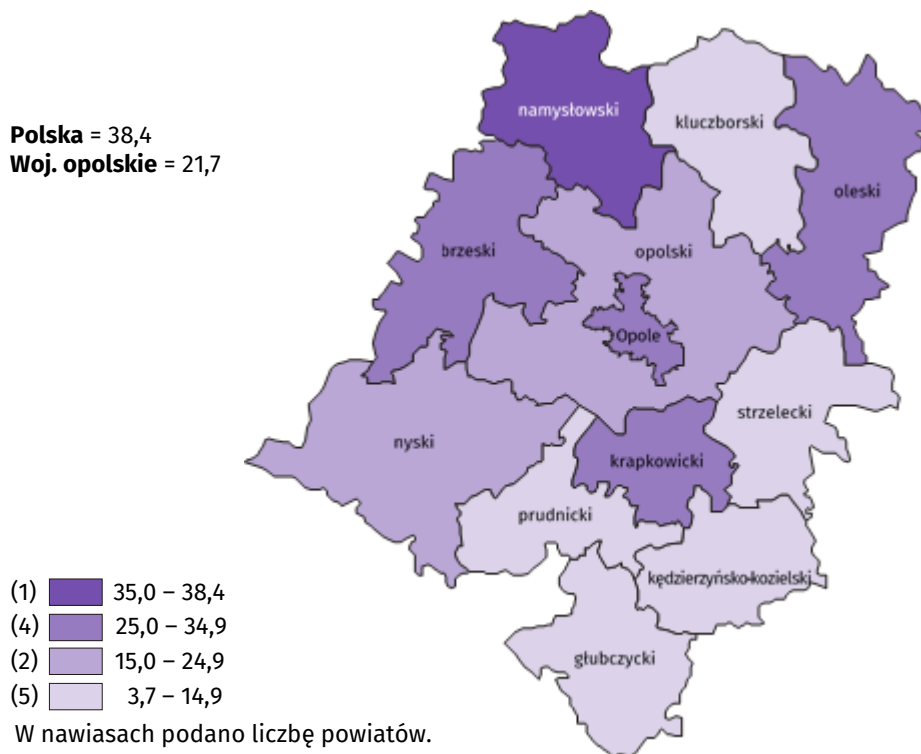 Polska = 38,4
Woj. opolskie = 21,7
namysłowski
kluczborski
oleski
brzeski
opolski
Opole
strzelecki
nyski
krapkowicki
prudnicki
kędzierzyńsko-kozielski
głubczycki
(1) 35,0 – 38,4
(4) 25,0 – 34,9
(2) 15,0 – 24,9
(5) 3,7 – 14,9
W nawiasach podano liczbę powiatów.